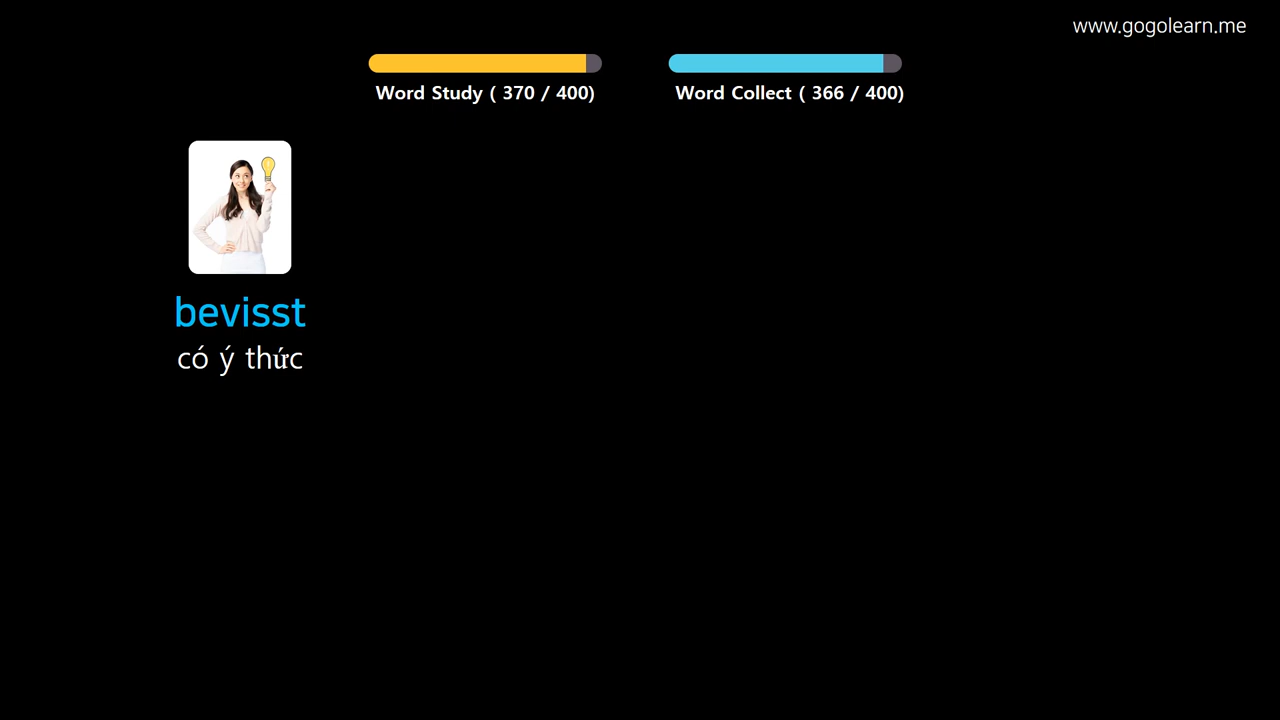 www.gogolearn.me
Word Study ( 370 / 400)
Word Collect ( 366 / 400)
bevisst
có ý thức